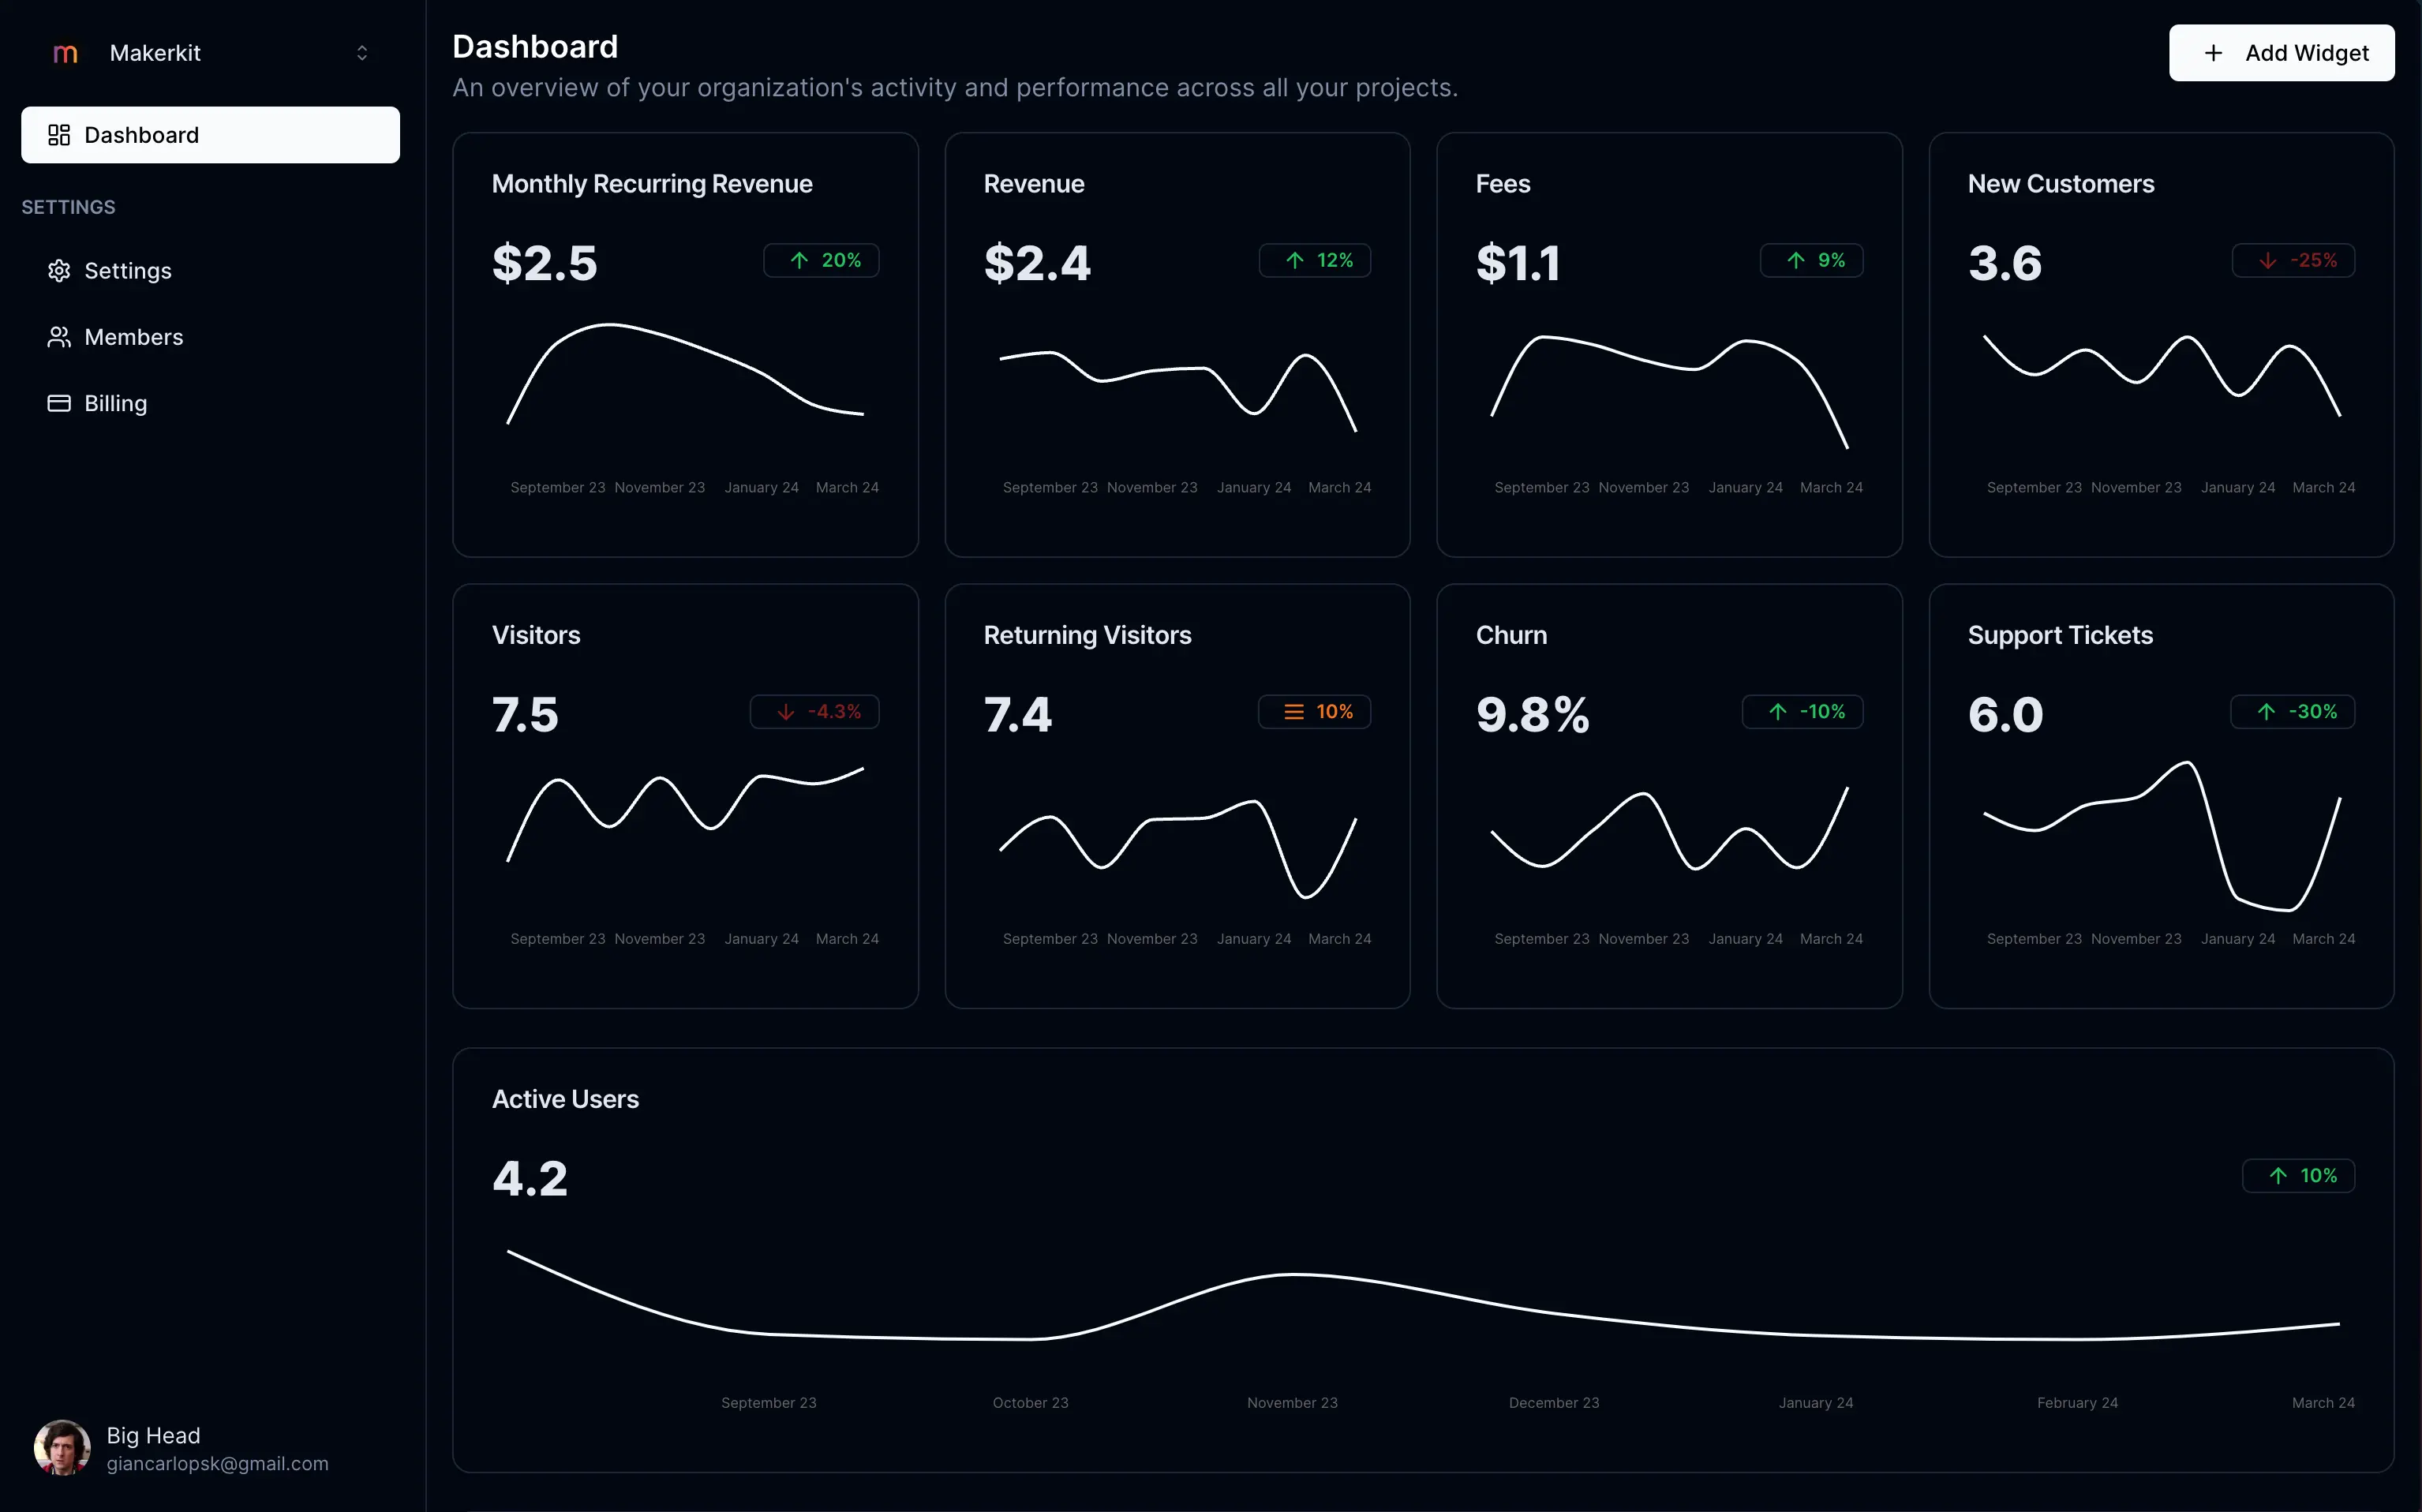 m Makerkit
Dashboard
SETTINGS
Settings
Members
Billing
Big Head
giancarlopsk@gmail.com
Dashboard
An overview of your organization's activity and performance across all your projects.
+ Add Widget
Monthly Recurring Revenue
$2.5 ↑ 20%
September 23 November 23 January 24 March 24
Revenue
$2.4 ↑ 12%
September 23 November 23 January 24 March 24
Fees
$1.1 ↑ 9%
September 23 November 23 January 24 March 24
New Customers
3.6 ↓ -25%
September 23 November 23 January 24 March 24
Visitors
7.5 ↓ -4.3%
September 23 November 23 January 24 March 24
Returning Visitors
7.4 10%
September 23 November 23 January 24 March 24
Churn
9.8% ↑ -10%
September 23 November 23 January 24 March 24
Support Tickets
6.0 ↑ -30%
September 23 November 23 January 24 March 24
Active Users
4.2 ↑ 10%
September 23 October 23 November 23 December 23 January 24 February 24 March 24